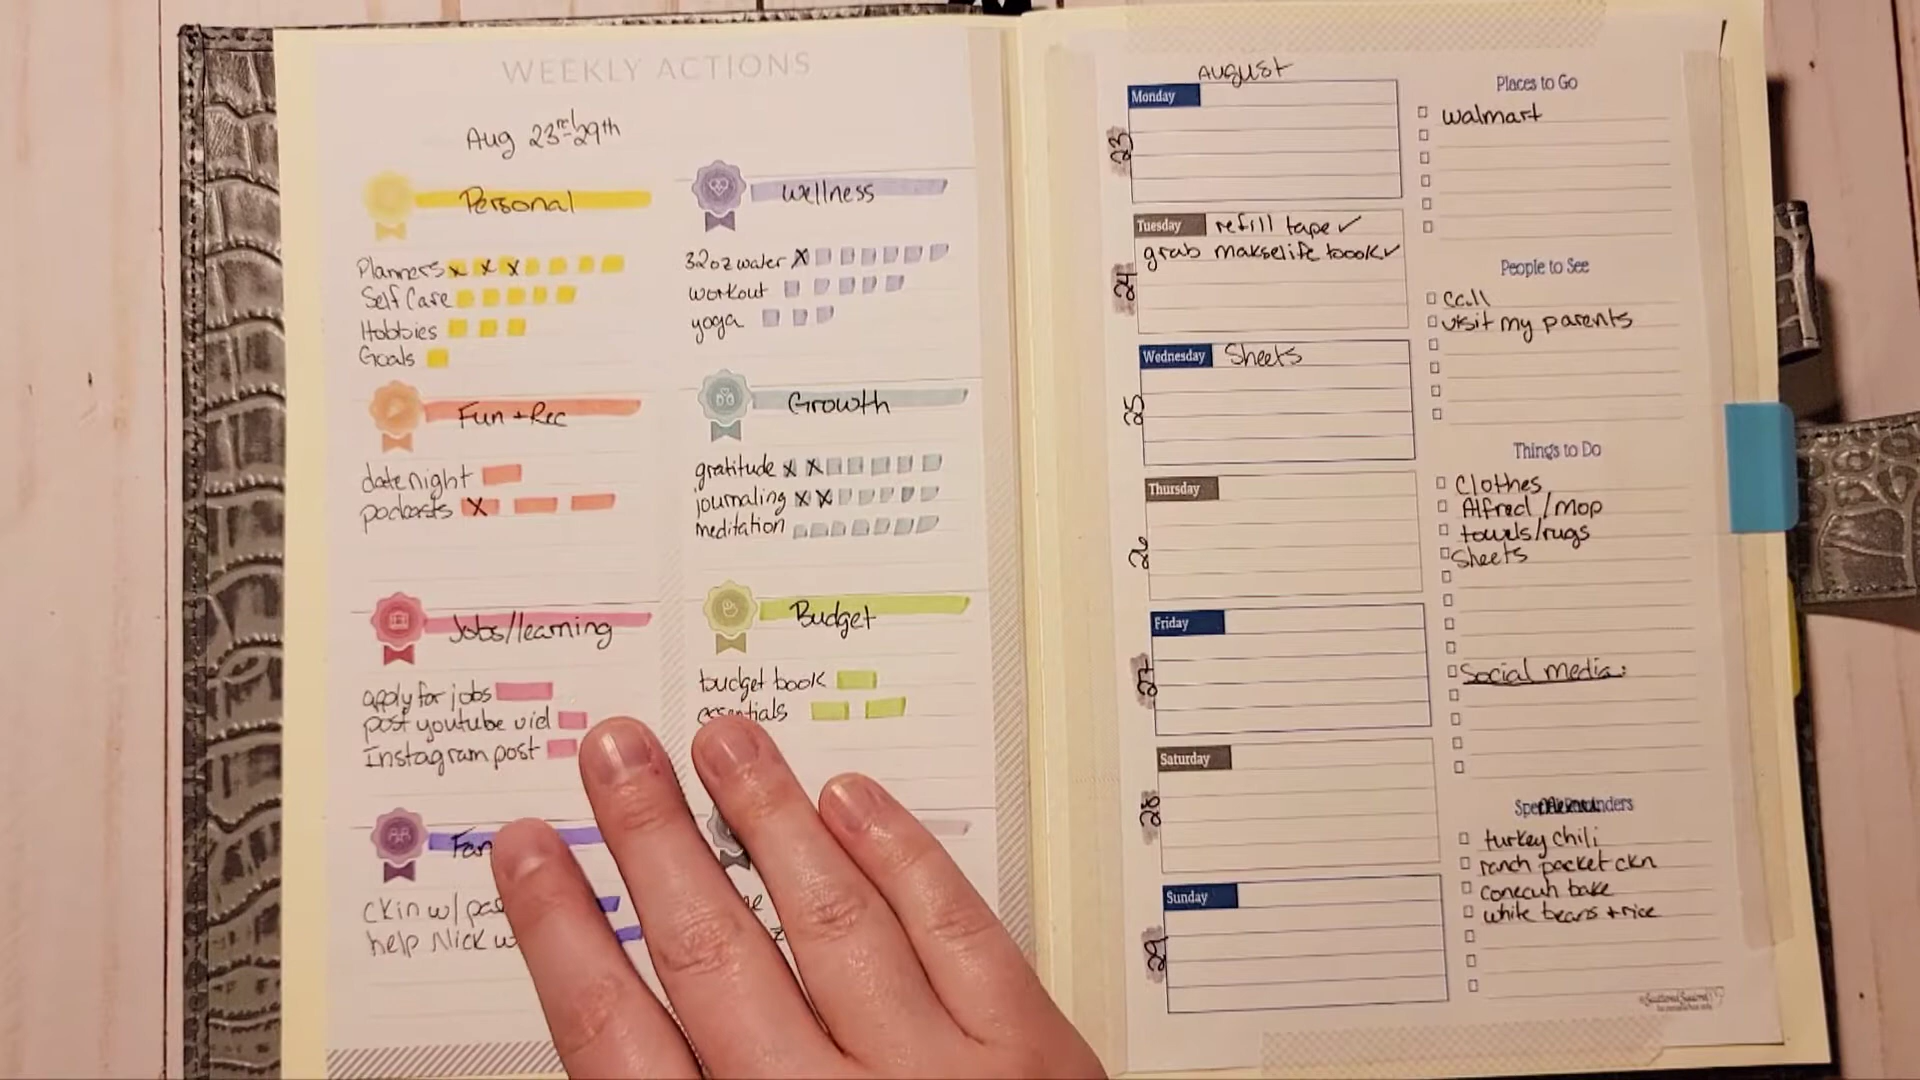 WEEKLY ACTIONS
Aug 23rd-29th
Personal
Planners x x x
Self Care
Hobbies
Goals
Fun + Rec
date night
podcasts x
Jobs/learning
apply for jobs
post youtube vid
Instagram post
Fam
ckin w/ pa
help Nick w
Wellness
32oz water x
workout
yoga
Growth
gratitude x x
journaling x x
meditation
Budget
budget book
essentials
August
Monday
23
Tuesday refill tape ✓
grab makselife book ✓
24
Wednesday Sheets
25
Thursday
26
Friday
27
Saturday
28
Sunday
29
Places to Go
walmart
People to See
Call
visit my parents
Things to Do
Clothes
Alfred / mop
towels/rugs
Sheets
Social media:
turkey chili
ranch packet ckn
conecuh bake
white beans + rice